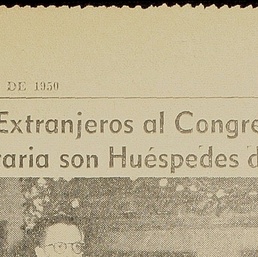 DE 1950
Extranjeros al Congre
raria son Huéspedes d